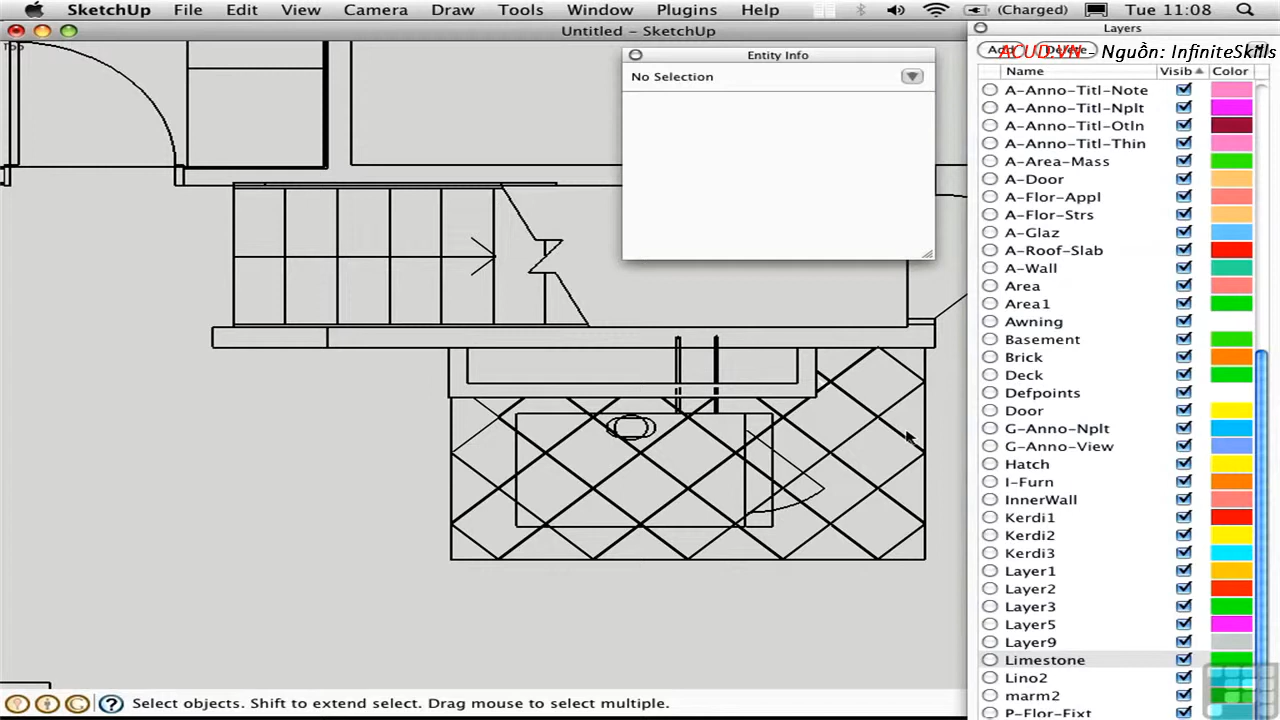 SketchUp File Edit View Camera Draw Tools Window Plugins Help (Charged) Tue 11:08
Untitled - SketchUp
Layers
Top
Entity Info
No Selection
ACUD.VN - Nguồn: InfiniteSkills
Name Visib Color
A-Anno-Titl-Note
A-Anno-Titl-Nplt
A-Anno-Titl-Otln
A-Anno-Titl-Thin
A-Area-Mass
A-Door
A-Flor-Appl
A-Flor-Strs
A-Glaz
A-Roof-Slab
A-Wall
Area
Area1
Awning
Basement
Brick
Deck
Defpoints
Door
G-Anno-Nplt
G-Anno-View
Hatch
I-Furn
InnerWall
Kerdi1
Kerdi2
Kerdi3
Layer1
Layer2
Layer3
Layer5
Layer9
Limestone
Lino2
marm2
P-Flor-Fixt
Select objects. Shift to extend select. Drag mouse to select multiple.